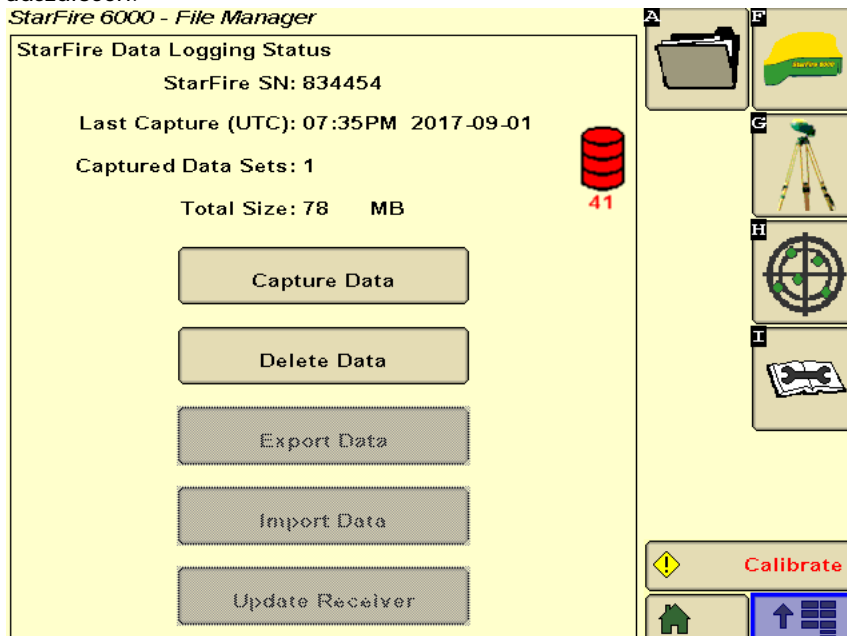 StarFire 6000 - File Manager
StarFire Data Logging Status
StarFire SN: 834454
Last Capture (UTC): 07:35PM 2017-09-01
Captured Data Sets: 1
41
Total Size: 78 MB
Capture Data
Delete Data
Export Data
Import Data
Update Receiver
A
F
G
H
I
Calibrate